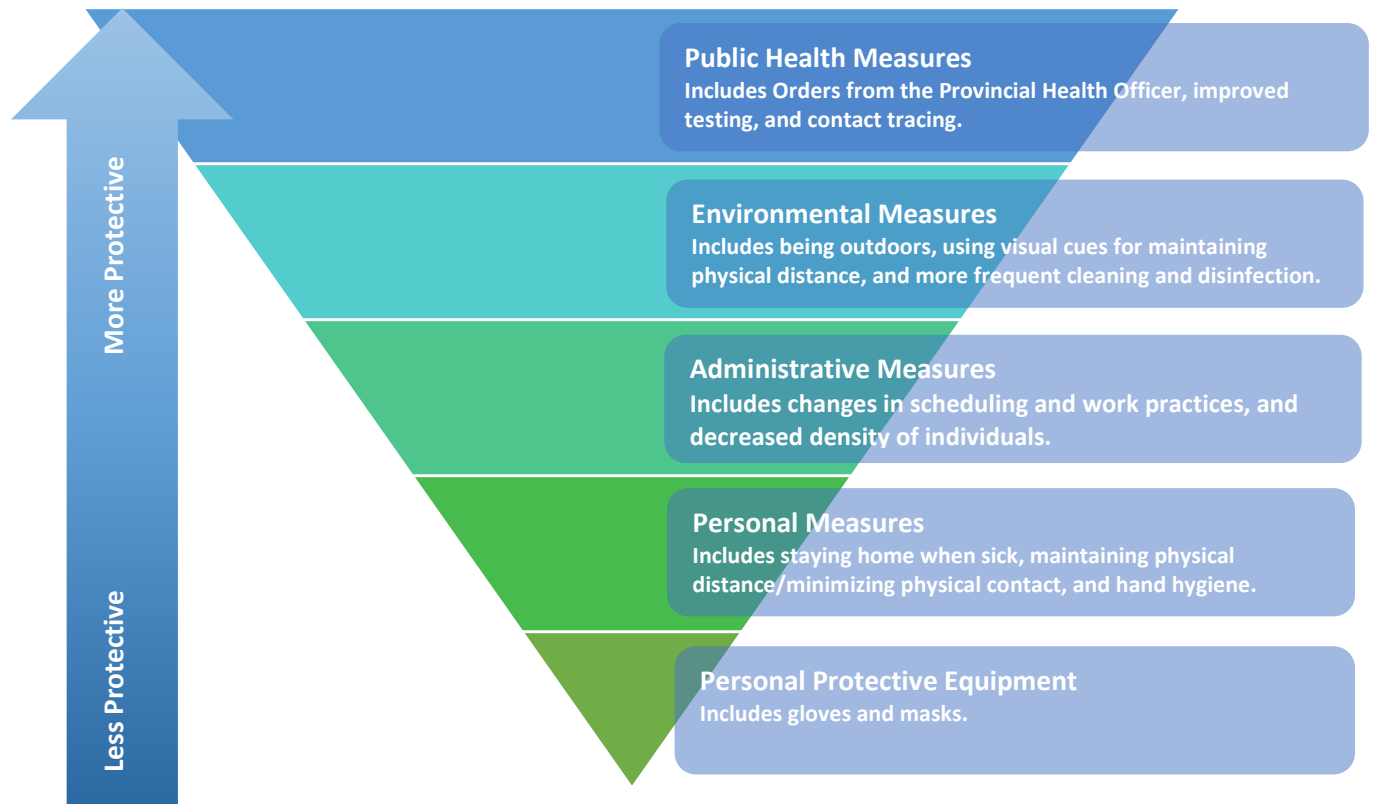 Public Health Measures
Includes Orders from the Provincial Health Officer, improved
testing, and contact tracing.
More Protective
Environmental Measures
Includes being outdoors, using visual cues for maintaining
physical distance, and more frequent cleaning and disinfection.
Administrative Measures
Includes changes in scheduling and work practices, and
decreased density of individuals.
Personal Measures
Includes staying home when sick, maintaining physical
distance/minimizing physical contact, and hand hygiene.
Less Protective
Personal Protective Equipment
Includes gloves and masks.